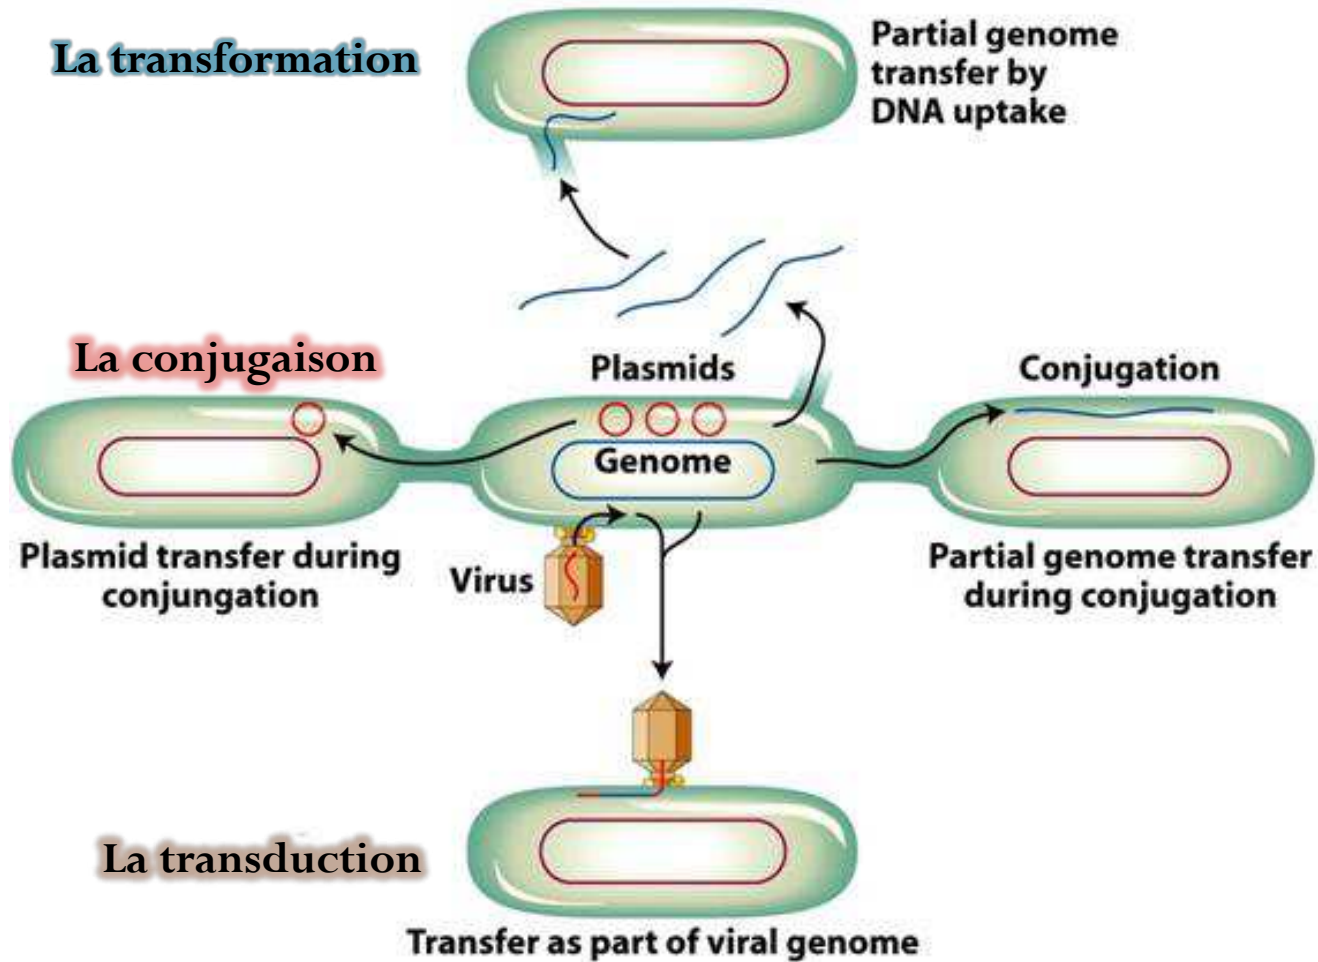 La transformation
Partial genome
transfer by
DNA uptake
La conjugaison
Plasmids
Conjugation
Genome
Plasmid transfer during
conjungation
Virus
Partial genome transfer
during conjugation
La transduction
Transfer as part of viral genome